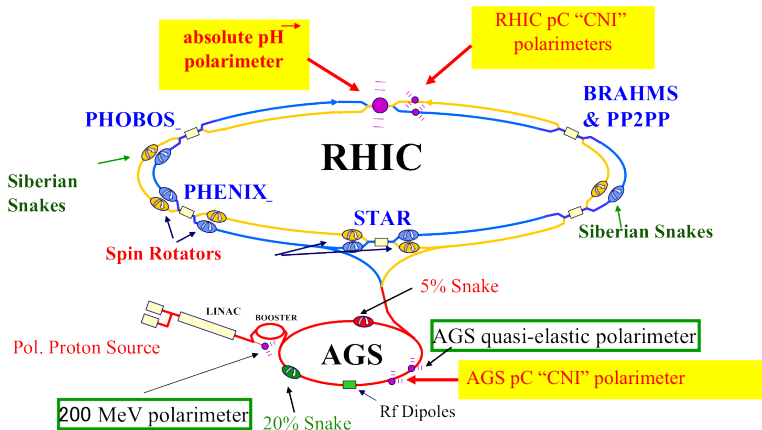 absolute pH
polarimeter
RHIC pC “CNI”
polarimeters
BRAHMS
& PP2PP
PHOBOS_
RHIC
Siberian
Snakes
PHENIX_
STAR
Siberian Snakes
Spin Rotators
5% Snake
LINAC
BOOSTER
Pol. Proton Source
AGS
AGS quasi-elastic polarimeter
AGS pC “CNI” polarimeter
200 MeV polarimeter
20% Snake
Rf Dipoles